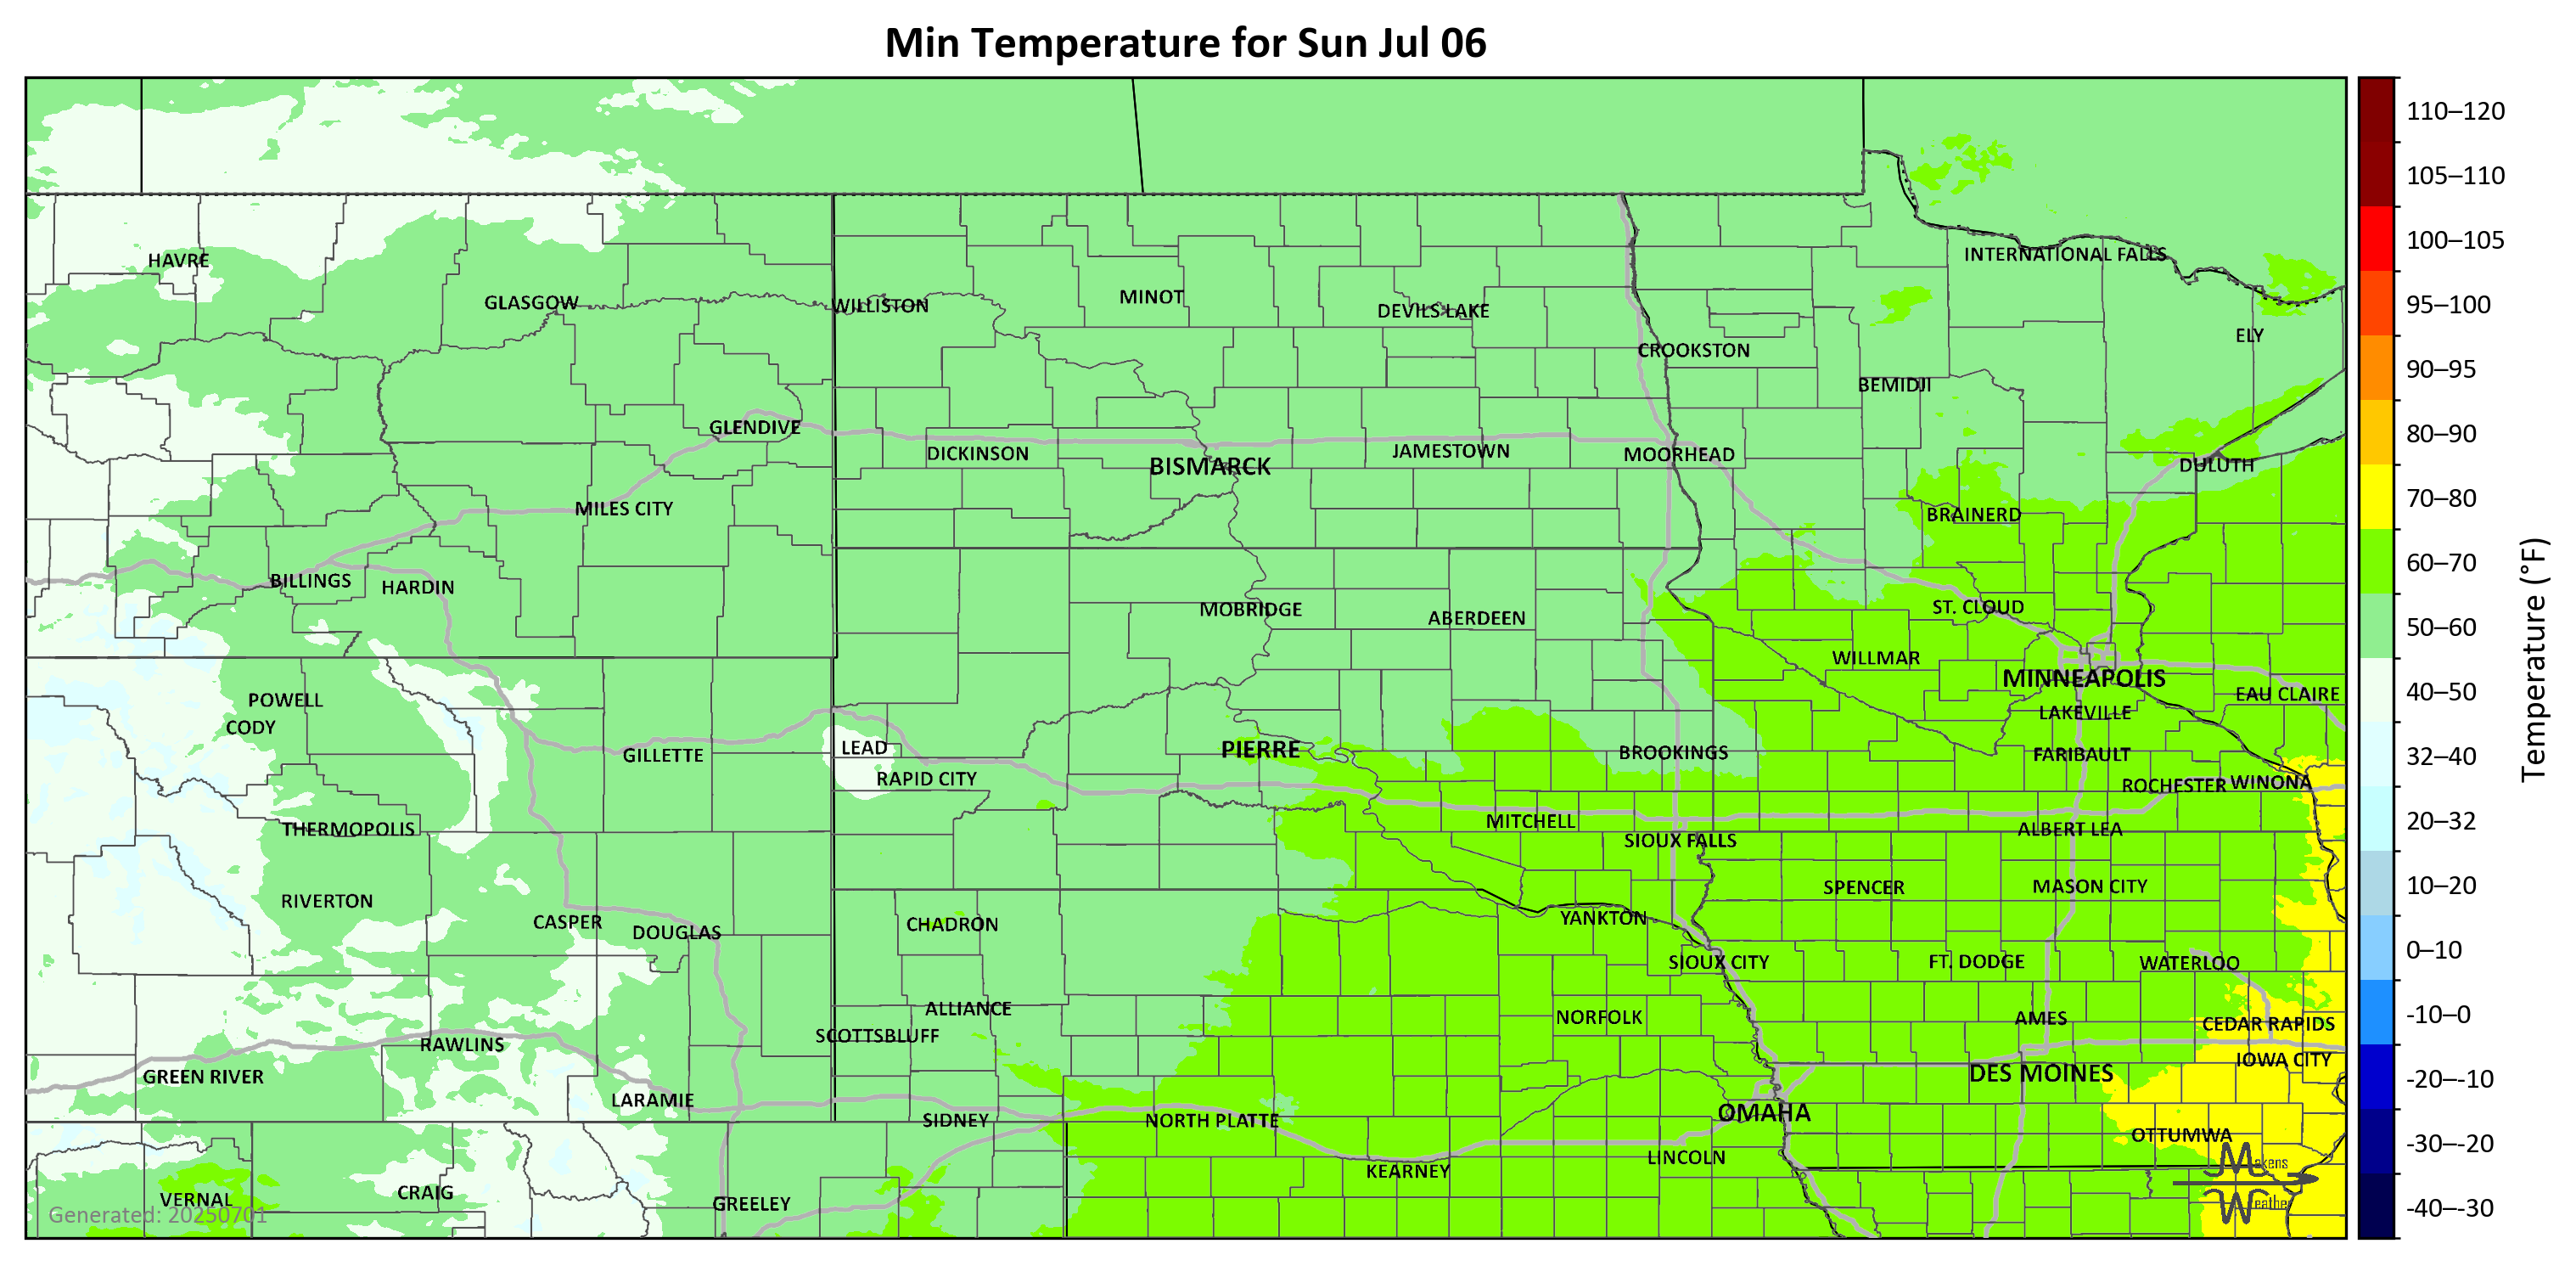 Min Temperature for Sun Jul 06
110–120
105–110
100–105
95–100
90–95
80–90
70–80
60–70
50–60
40–50
32–40
20–32
10–20
0–10
-10–0
-20–-10
-30–-20
-40–-30
Temperature (°F)
HAVRE
GLASGOW
WILLISTON
MINOT
DEVILS LAKE
CROOKSTON
INTERNATIONAL FALLS
ELY
BEMIDJI
GLENDIVE
DICKINSON
BISMARCK
JAMESTOWN
MOORHEAD
DULUTH
MILES CITY
BRAINERD
BILLINGS
HARDIN
MOBRIDGE
ABERDEEN
ST. CLOUD
WILLMAR
MINNEAPOLIS
EAU CLAIRE
POWELL
CODY
LAKEVILLE
GILLETTE
LEAD
PIERRE
BROOKINGS
FARIBAULT
RAPID CITY
ROCHESTER
WINONA
THERMOPOLIS
MITCHELL
SIOUX FALLS
ALBERT LEA
RIVERTON
SPENCER
MASON CITY
CASPER
DOUGLAS
CHADRON
YANKTON
SIOUX CITY
FT. DODGE
WATERLOO
ALLIANCE
NORFOLK
AMES
CEDAR RAPIDS
SCOTTSBLUFF
RAWLINS
IOWA CITY
GREEN RIVER
DES MOINES
LARAMIE
SIDNEY
NORTH PLATTE
OMAHA
OTTUMWA
KEARNEY
LINCOLN
VERNAL
CRAIG
GREELEY
Makens
Weather
Generated: 20250701